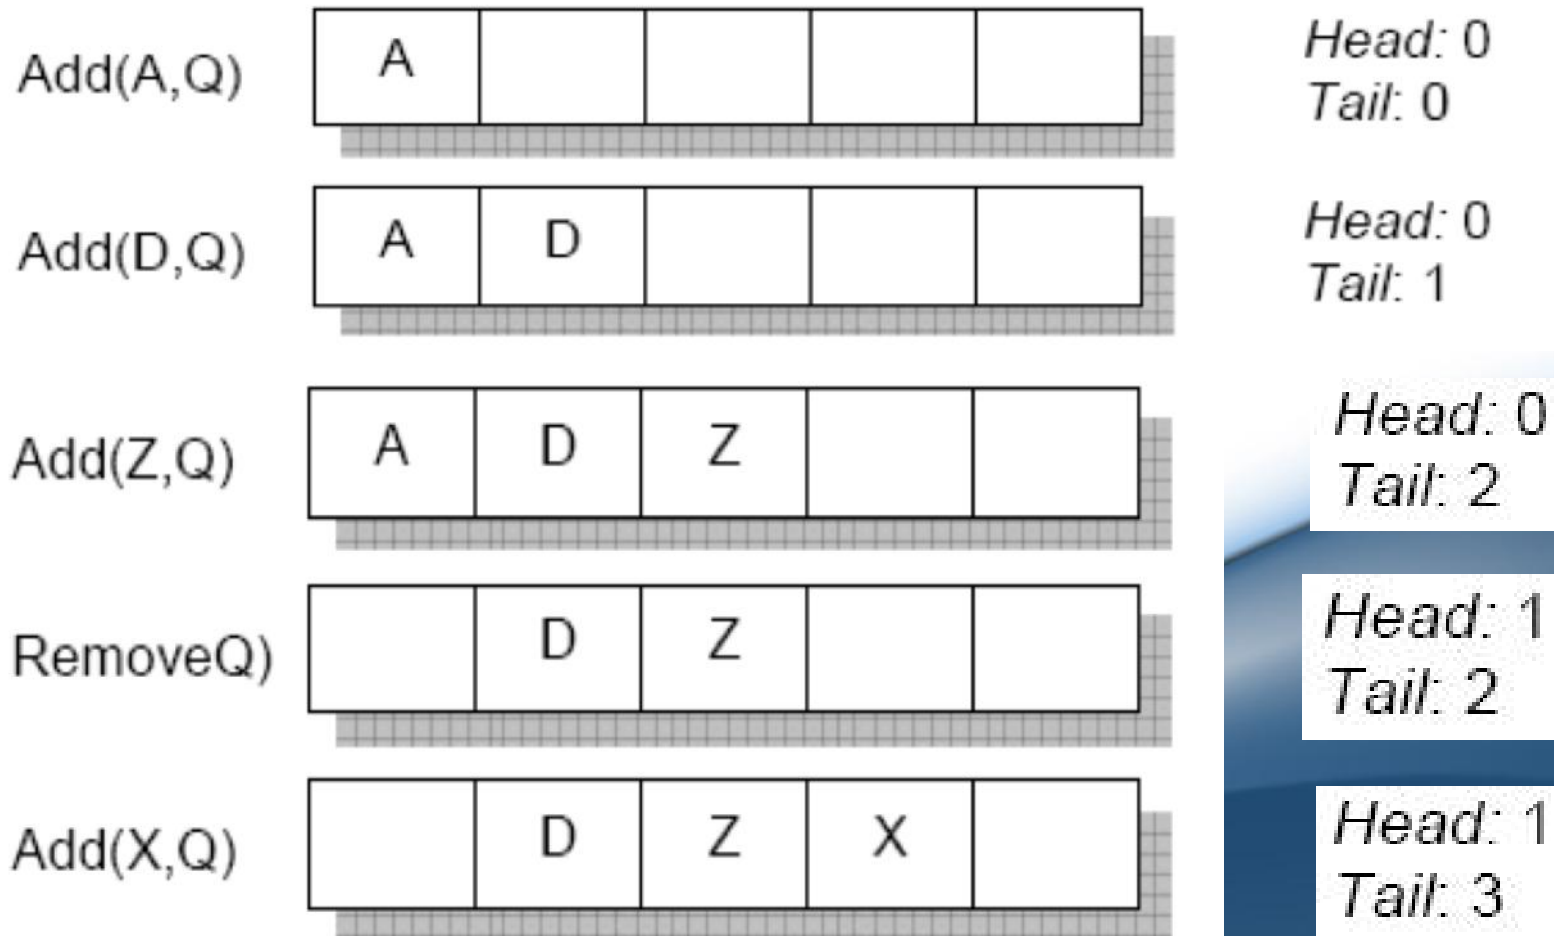 Add(A,Q)
A
Head: 0
Tail: 0
Add(D,Q)
A D
Head: 0
Tail: 1
Add(Z,Q)
A D Z
Head: 0
Tail: 2
RemoveQ)
D Z
Head: 1
Tail: 2
Add(X,Q)
D Z X
Head: 1
Tail: 3